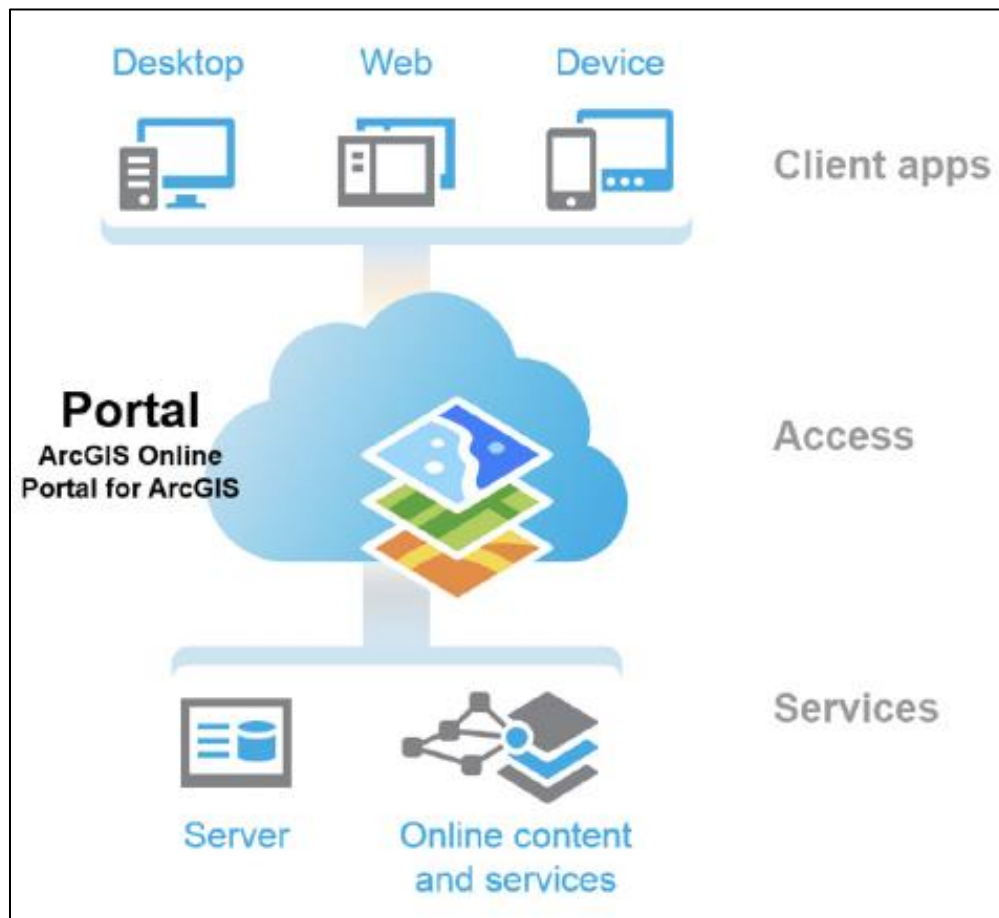 Desktop
Web
Device
Client apps
Portal
ArcGIS Online
Portal for ArcGIS
Access
Services
Server
Online content
and services